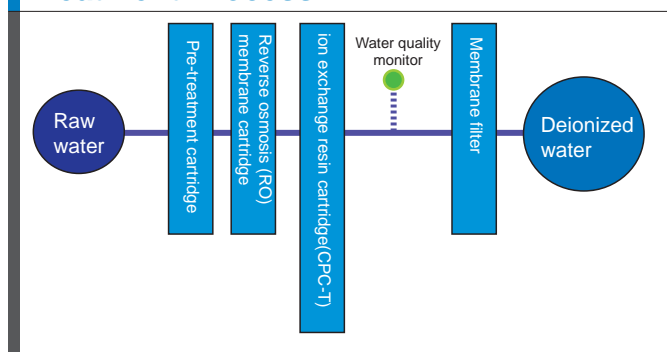 Raw
water
Pre-treatment cartridge
Reverse osmosis (RO)
membrane cartridge
ion exchange resin cartridge(CPC-T)
Water quality
monitor
Membrane filter
Deionized
water